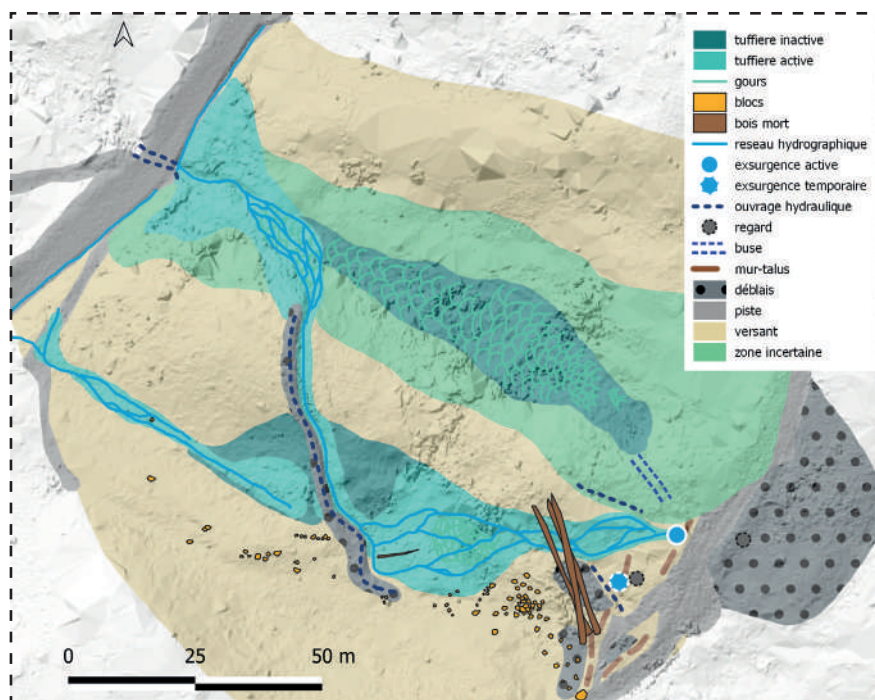 tuffiere inactive
tuffiere active
gours
blocs
bois mort
reseau hydrographique
exsurgence active
exsurgence temporaire
ouvrage hydraulique
regard
buse
mur-talus
déblais
piste
versant
zone incertaine
0 25 50 m